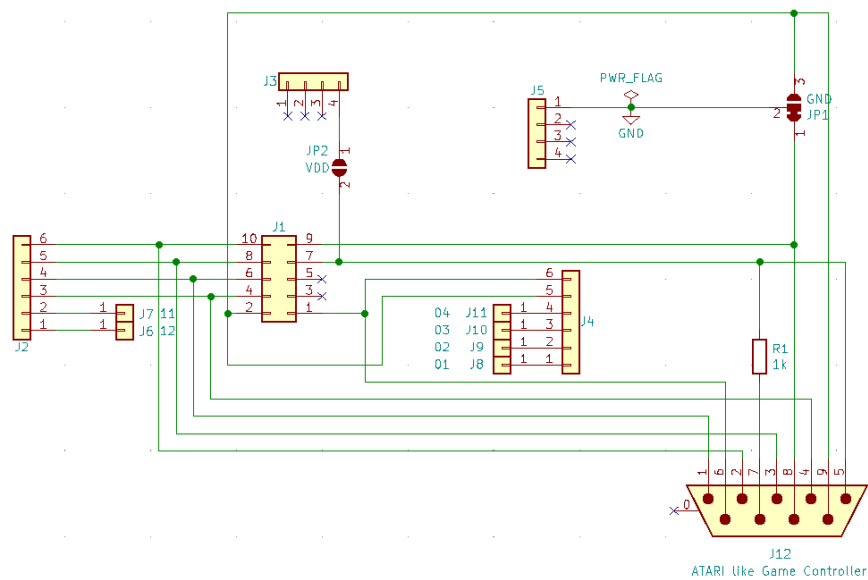 3
J3
PWR_FLAG
J5
1 2 3 4
1
GND
2
JP1
2
3
GND
4
1
JP2
1
VDD
2
J1
6
10
9
5
8
7
4
6
5
6
3
4
3
5
2
1
J7 11
2
1
O4 J11
1
4
J4
1
1
J6 12
O3 J10
1
3
J2
O2 J9
1
2
R1
O1 J8
1
1
1k
1 6 2 7 3 8 4 9 5
0
J12
ATARI like Game Controller